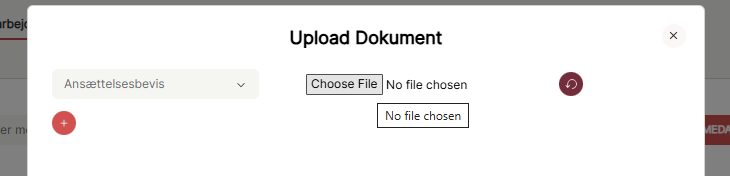 arbejd
Upload Dokument
Ansættelsesbevis
Choose File No file chosen
No file chosen
er me
MEDA